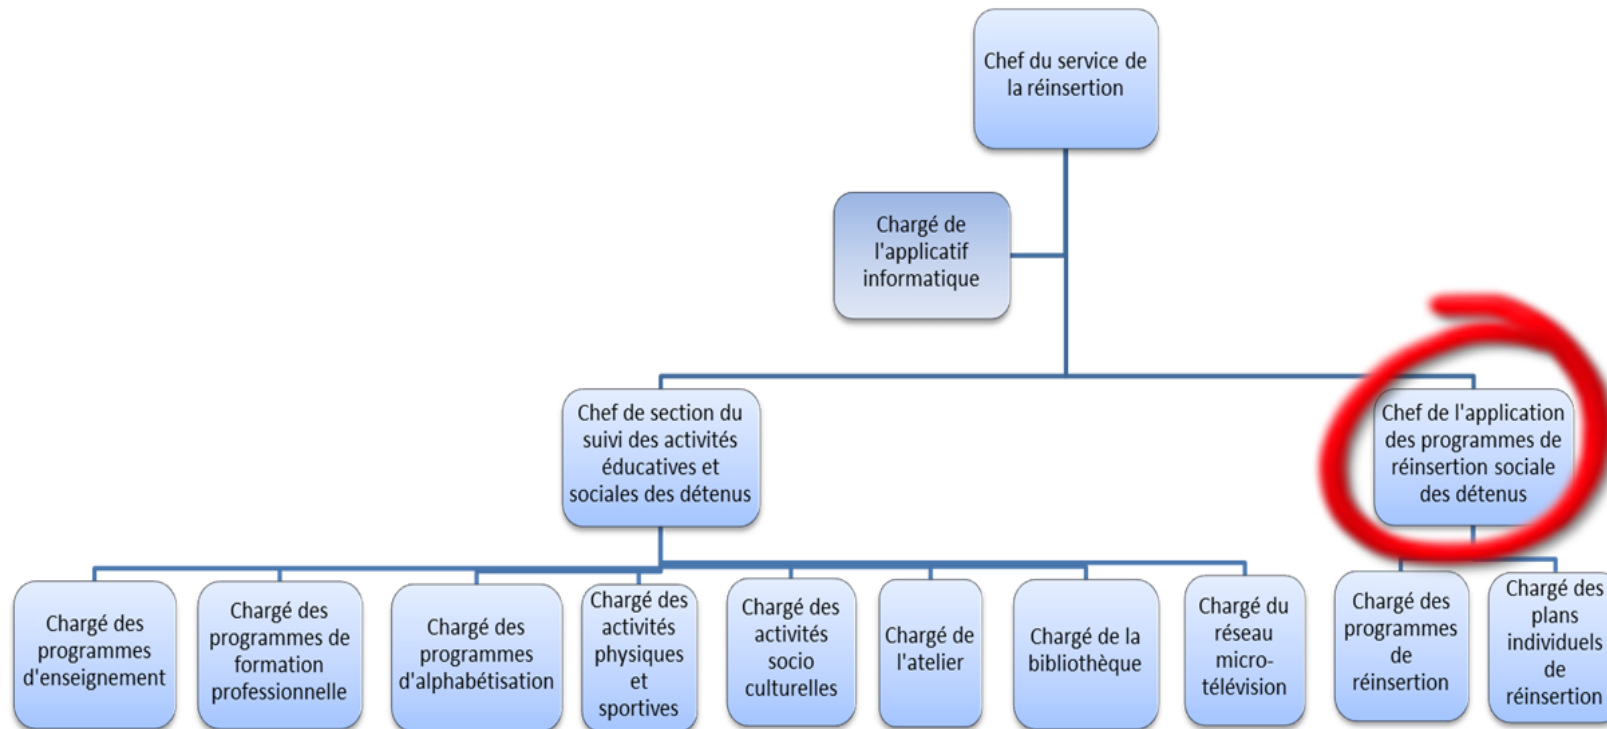 Chef du service de
la réinsertion
Chargé de
l'applicatif
informatique
Chef de section du
suivi des activités
éducatives et
sociales des détenus
Chef de l'application
des programmes de
réinsertion sociale
des détenus
Chargé des
programmes
d'enseignement
Chargé des
programmes de
formation
professionnelle
Chargé des
programmes
d'alphabétisation
Chargé des
activités
physiques
et
sportives
Chargé des
activités
socio
culturelles
Chargé de
l'atelier
Chargé de la
bibliothèque
Chargé du
réseau
micro-
télévision
Chargé des
programmes
de
réinsertion
Chargé des
plans
individuels
de
réinsertion